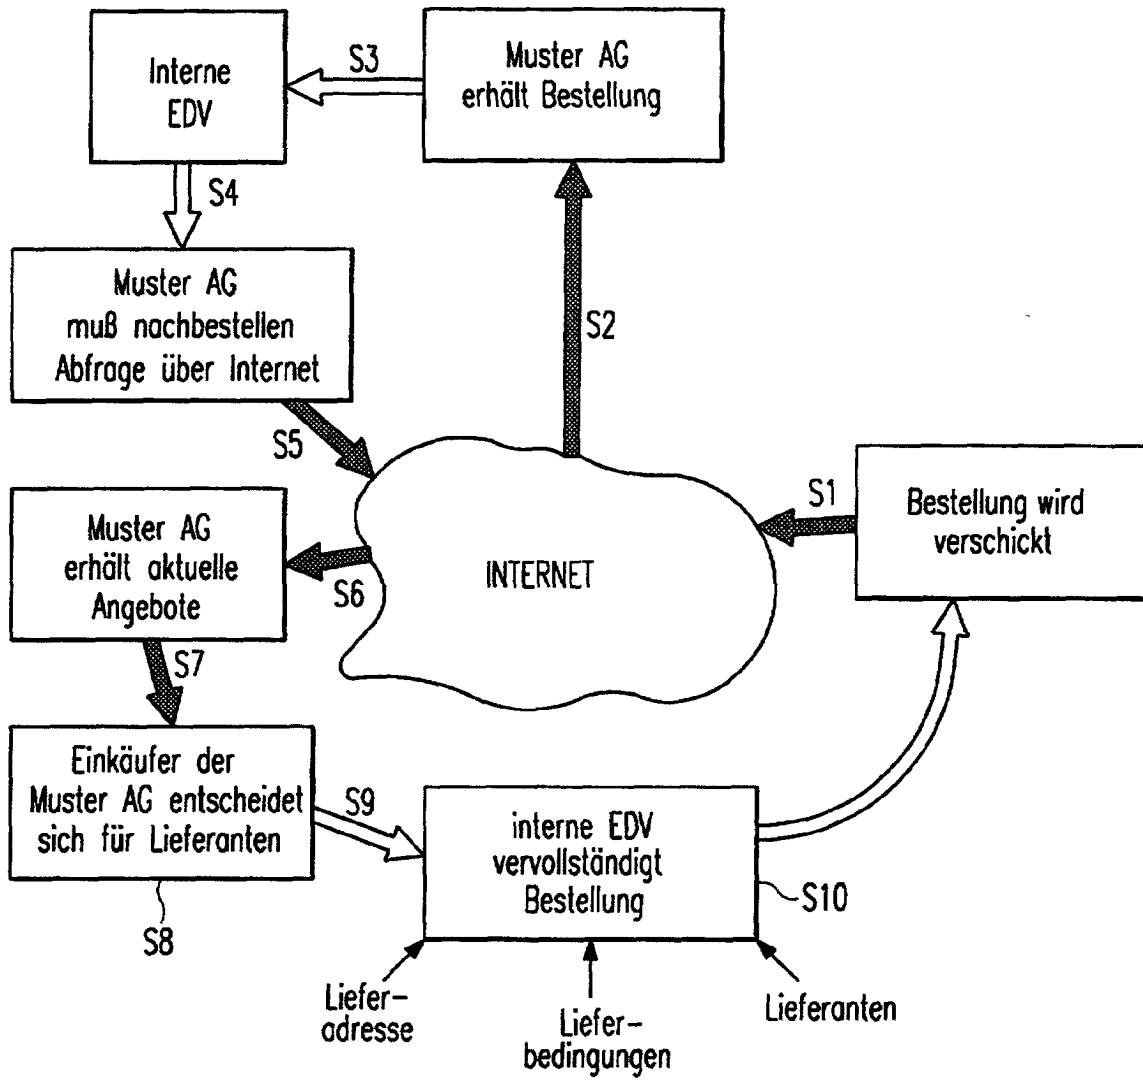 Interne
EDV
S3
Muster AG
erhält Bestellung
S4
Muster AG
muß nachbestellen
Abfrage über Internet
S2
S5
S1
Bestellung wird
verschickt
Muster AG
erhält aktuelle
Angebote
S6
INTERNET
S7
Einkäufer der
Muster AG entscheidet
sich für Lieferanten
S9
interne EDV
vervollständigt
Bestellung
S10
S8
Liefer-
adresse
Liefer-
bedingungen
Lieferanten